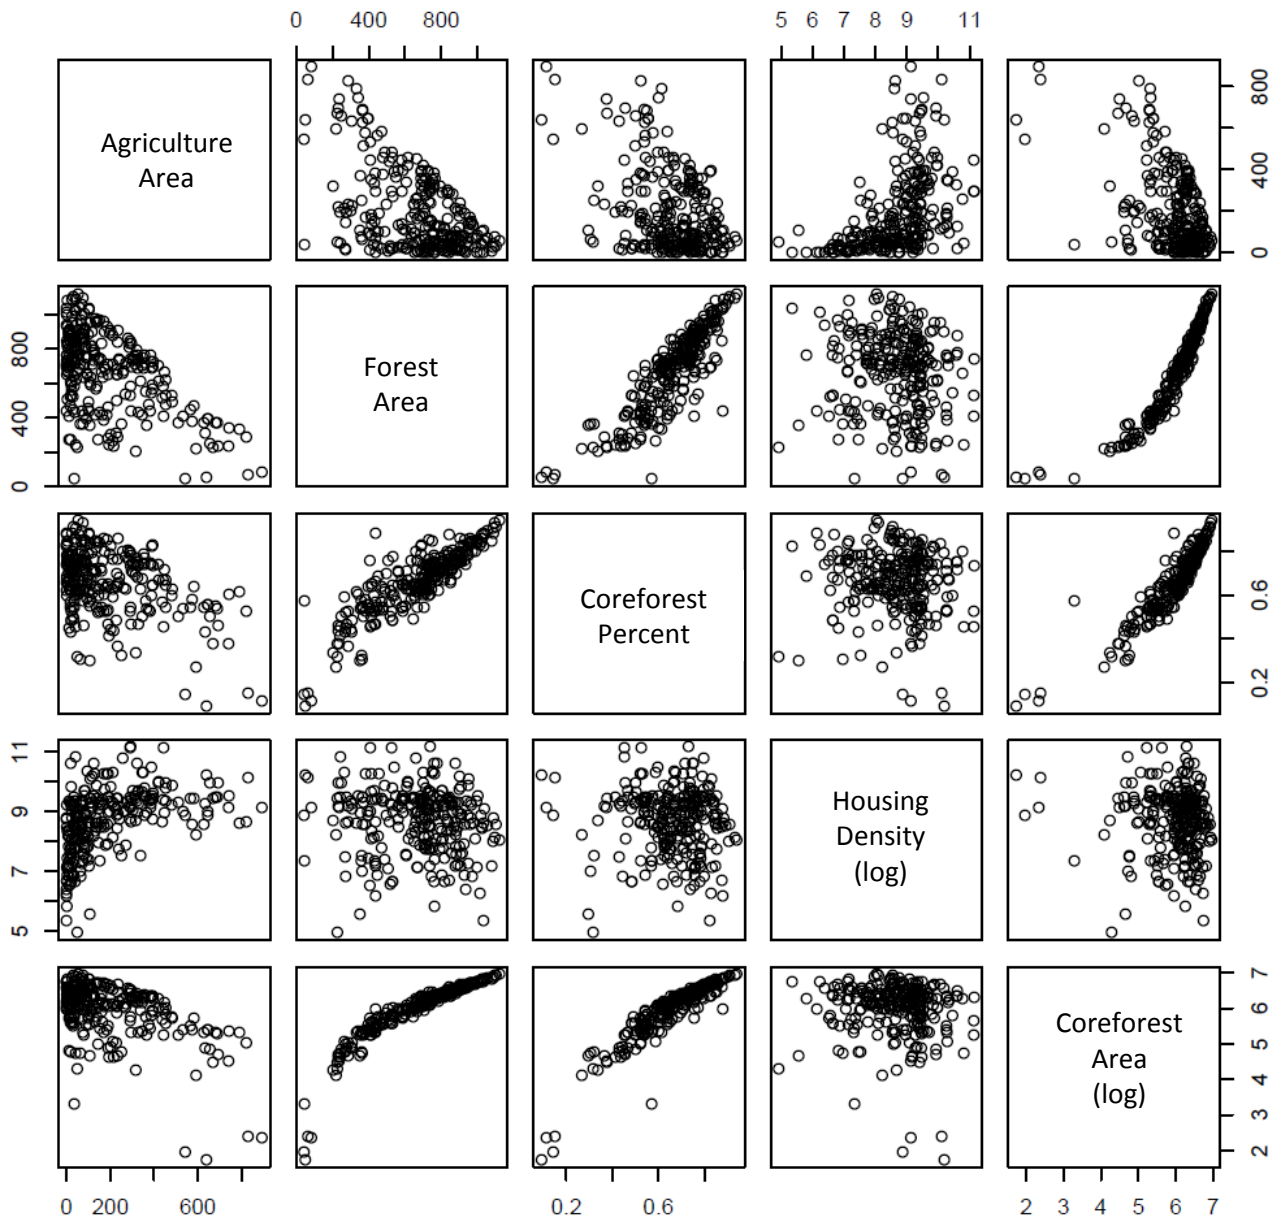 0 400 800
5 6 7 8 9 11
Agriculture
Area
800
400
0
800
400
0
Forest
Area
Coreforest
Percent
0.6
0.2
11
9
7
5
Housing
Density
(log)
Coreforest
Area
(log)
7
6
5
4
3
2
0 200 600
0.2 0.6
2 3 4 5 6 7